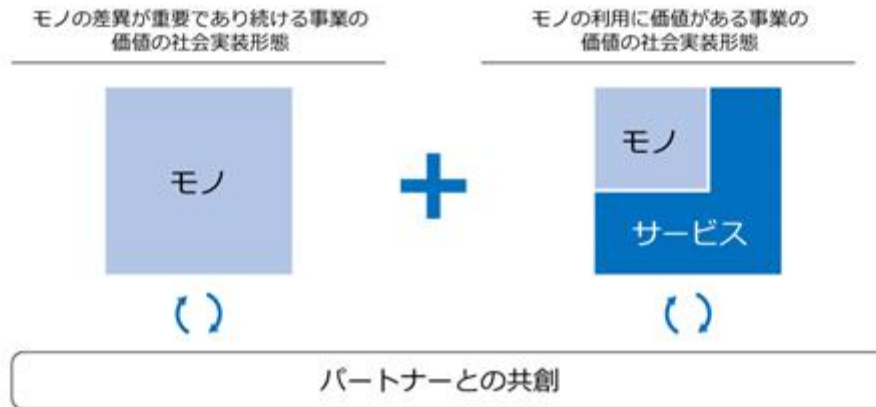 モノの差異が重要であり続ける事業の
価値の社会実装形態
モノの利用に価値がある事業の
価値の社会実装形態
モノ
モノ
サービス
パートナーとの共創